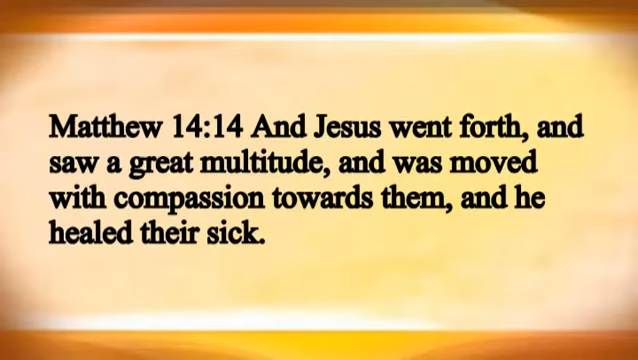 Matthew 14:14 And Jesus went forth, and
saw a great multitude, and was moved
with compassion towards them, and he
healed their sick.